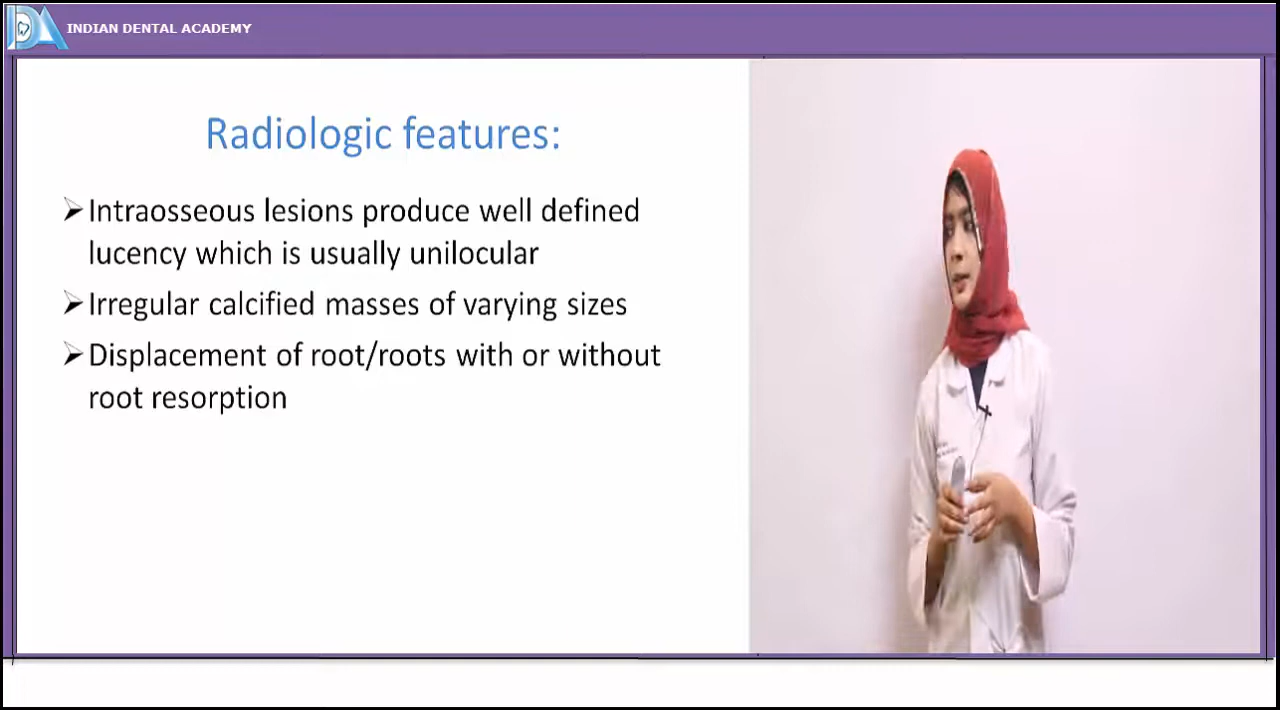 INDIAN DENTAL ACADEMY
Radiologic features:
➢Intraosseous lesions produce well defined
lucency which is usually unilocular
➢Irregular calcified masses of varying sizes
➢Displacement of root/roots with or without
root resorption